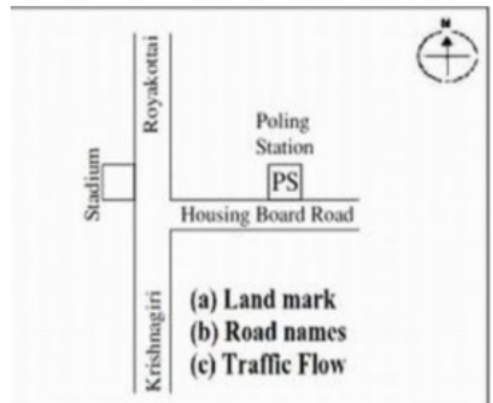 N
Royakottai
Poling
Station
Stadium
PS
Housing Board Road
Krishnagiri
(a) Land mark
(b) Road names
(c) Traffic Flow